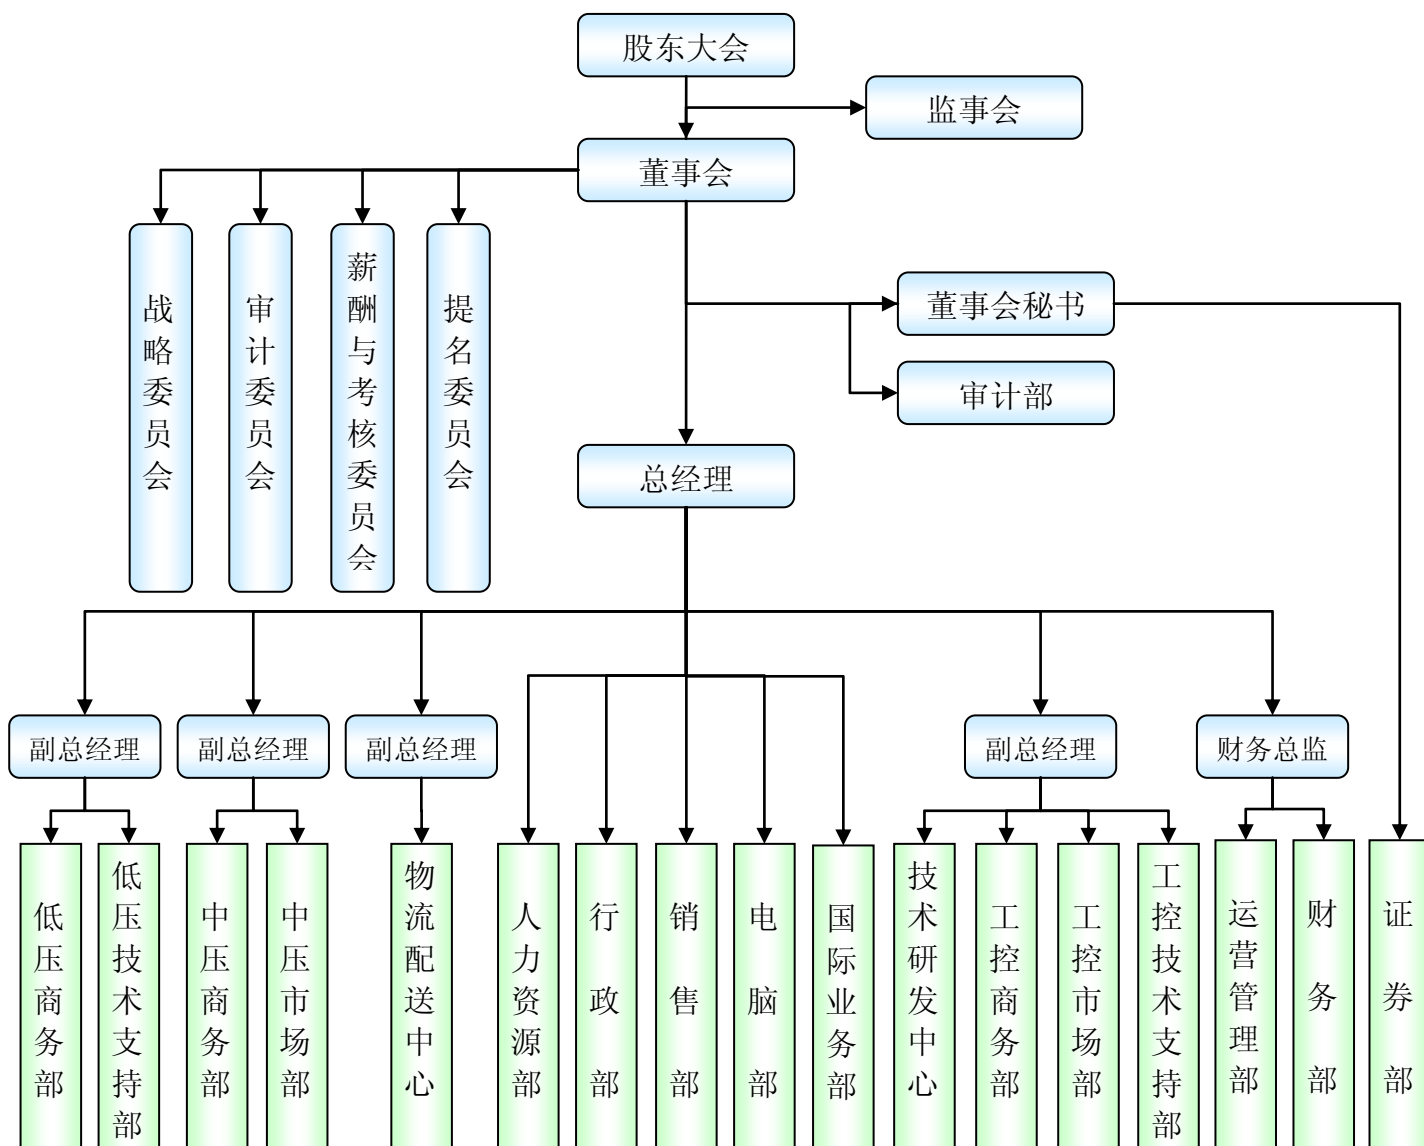 股东大会
监事会
董事会
战略委员会
审计委员会
薪酬与考核委员会
提名委员会
董事会秘书
审计部
总经理
副总经理
副总经理
副总经理
副总经理
财务总监
低压商务部
低压技术支持部
中压商务部
中压市场部
物流配送中心
人力资源部
行政部
销售部
电脑部
国际业务部
技术研发中心
工控商务部
工控市场部
工控技术支持部
运营管理部
财务部
证券部